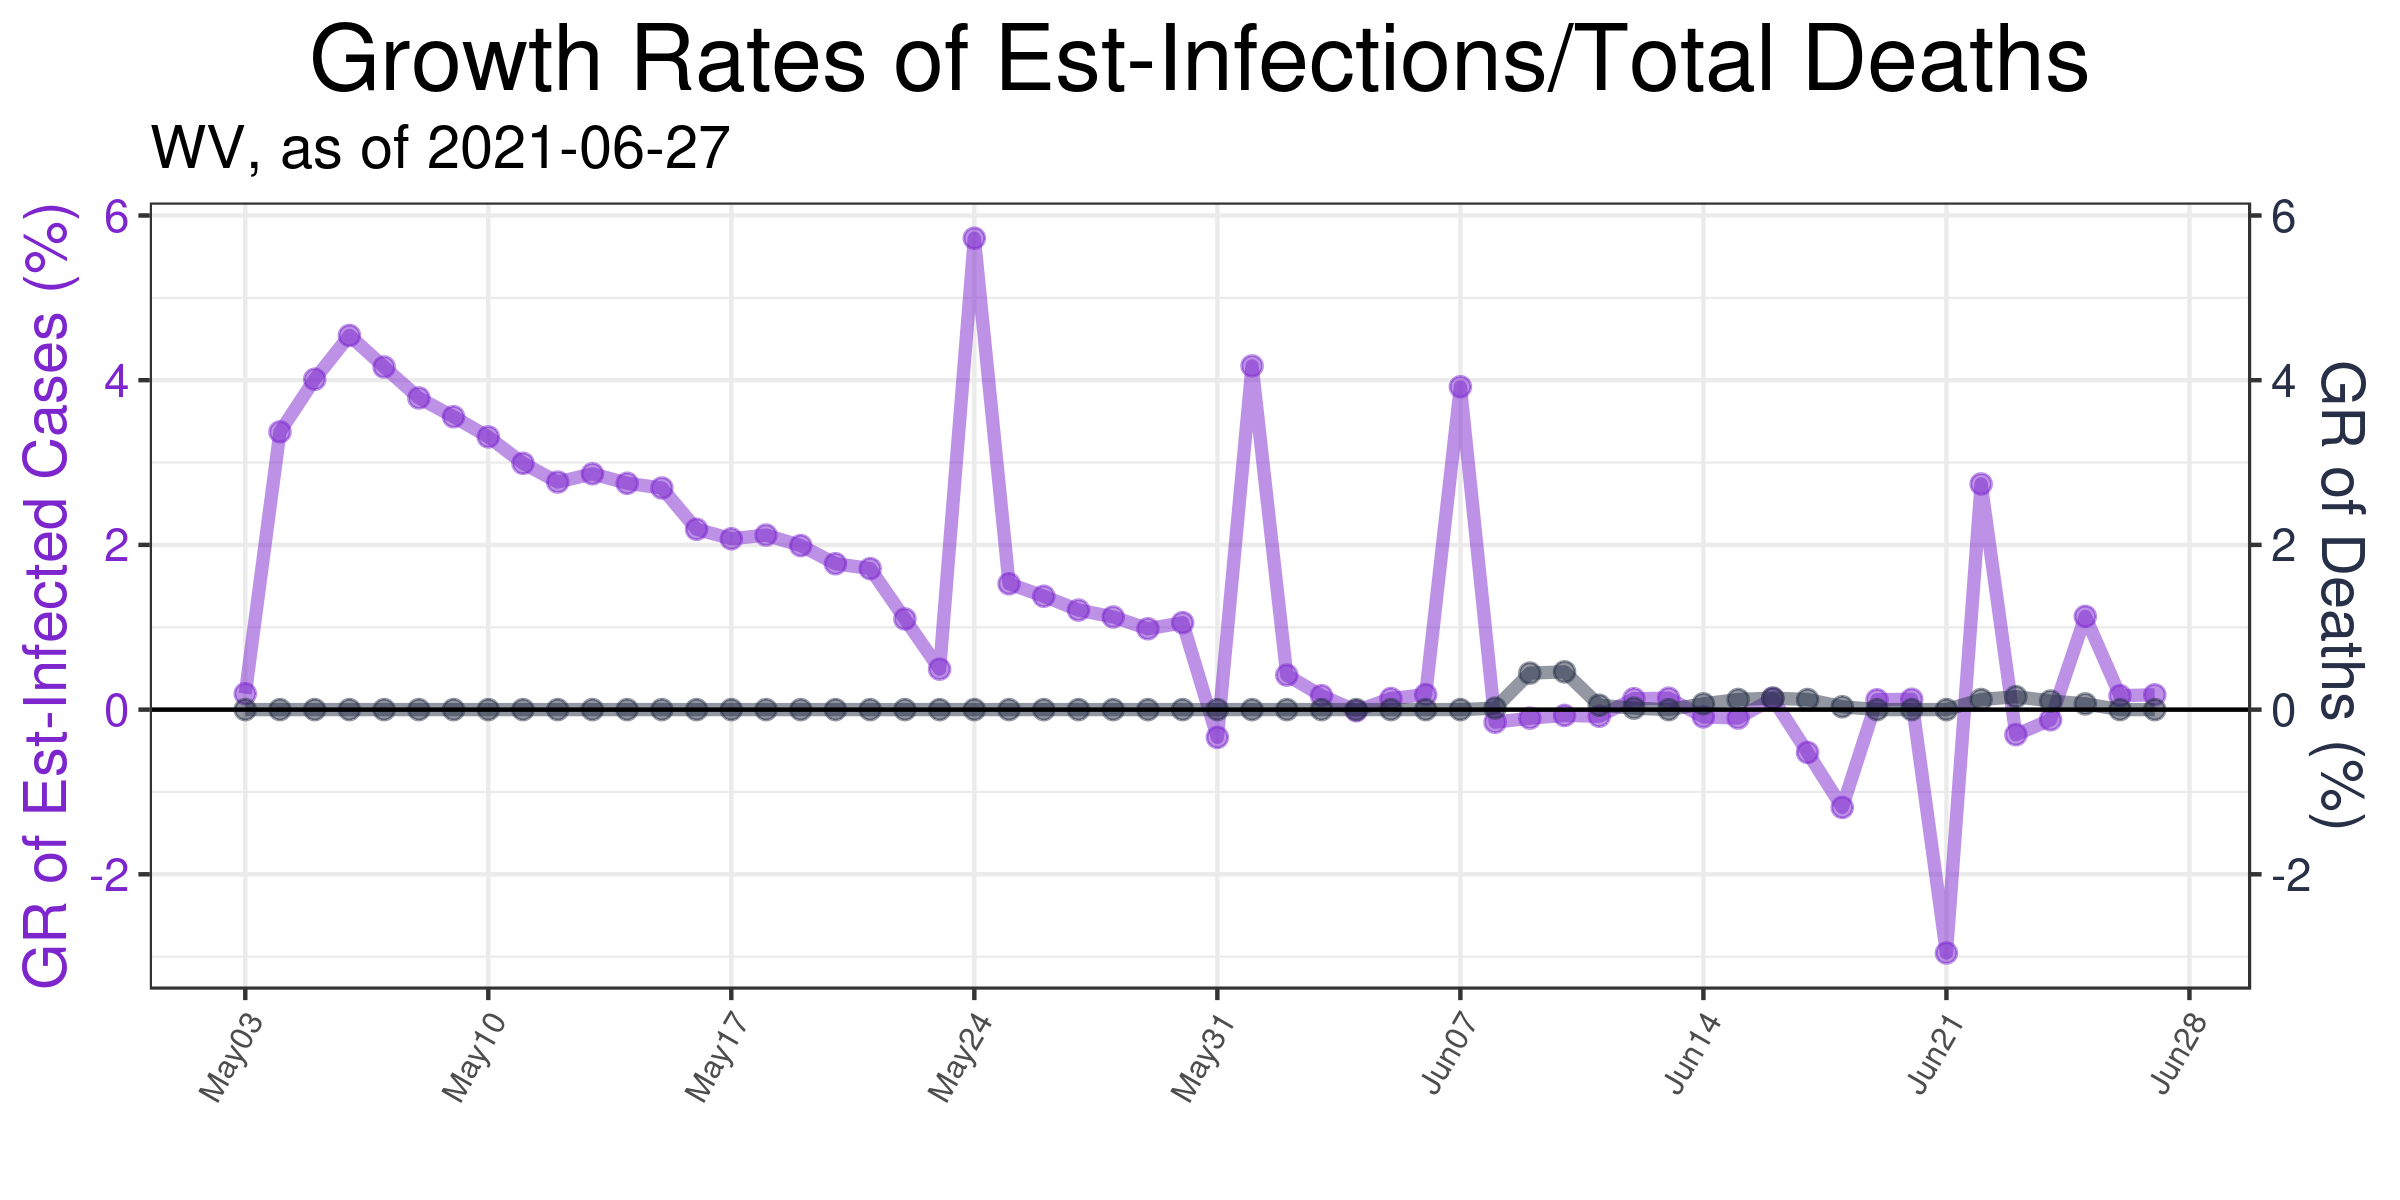 Growth Rates of Est-Infections/Total Deaths
WV, as of 2021-06-27
GR of Est-Infected Cases (%)
6
4
2
0
-2
6
4
2
0
-2
GR of Deaths (%)
May03
May10
May17
May24
May31
Jun07
Jun14
Jun21
Jun28